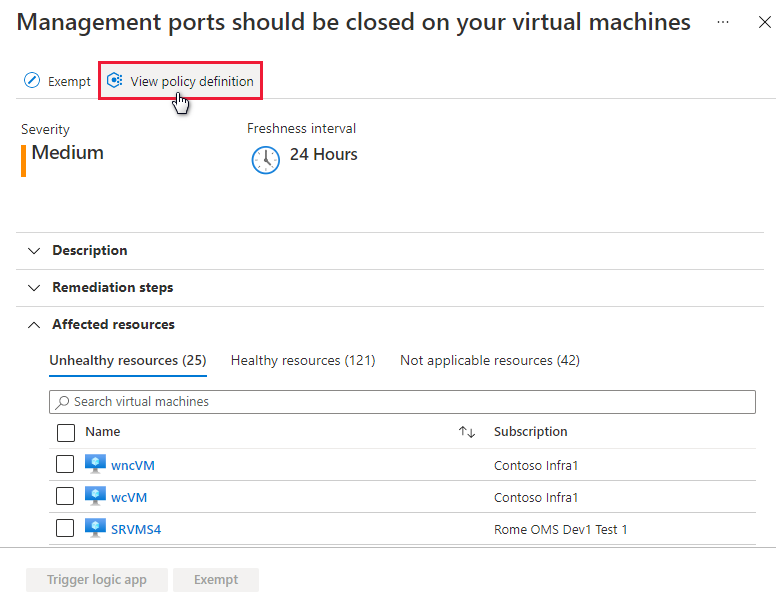 Management ports should be closed on your virtual machines ...
Exempt View policy definition
Severity Freshness interval
Medium 24 Hours
Description
Remediation steps
Affected resources
Unhealthy resources (25) Healthy resources (121) Not applicable resources (42)
Search virtual machines
Name Subscription
wncVM Contoso Infra1
wcVM Contoso Infra1
SRVMS4 Rome OMS Dev1 Test 1
Trigger logic app Exempt